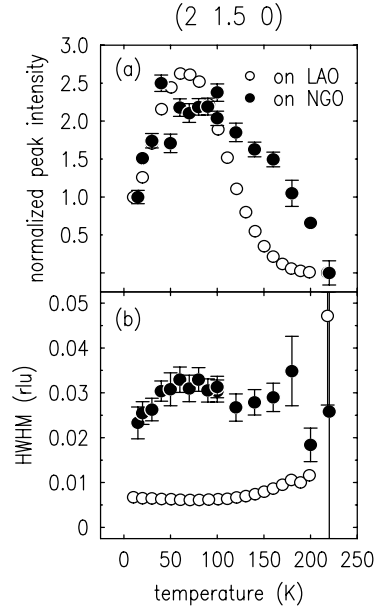 (2 1.5 0)
3.0
(a)
on LAO
on NGO
2.5
2.0
1.5
1.0
0.5
normalized peak intensity
0.05
(b)
0.04
0.03
0.02
0.01
0
HWHM (rlu)
0 50 100 150 200 250
temperature (K)